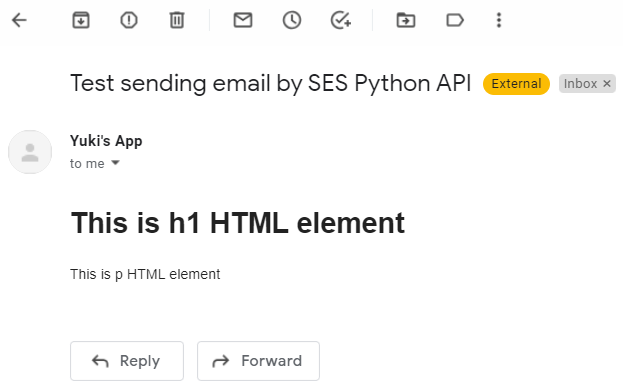 Test sending email by SES Python API External Inbox ×
Yuki's App
to me
This is h1 HTML element
This is p HTML element
Reply Forward